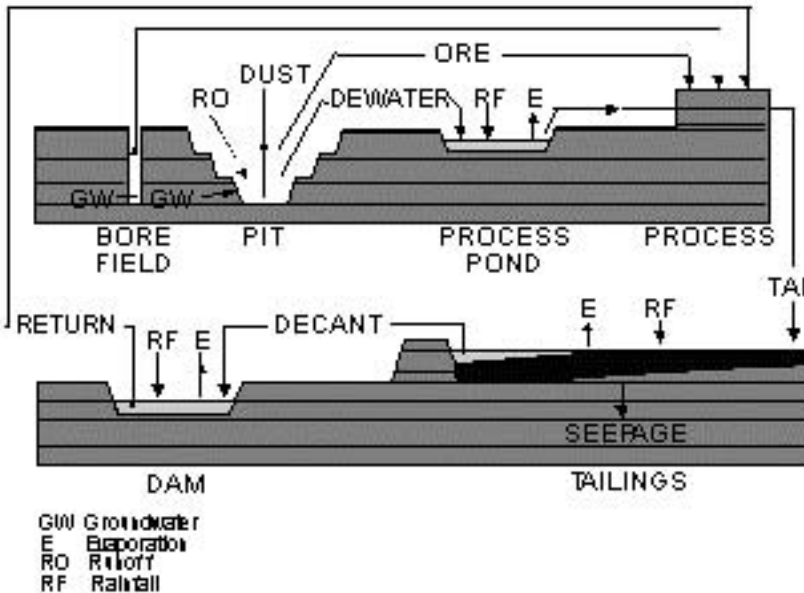 ORE
DUST
RO
DEWATER
RF
E
GW
GW
BORE FIELD
PIT
PROCESS POND
PROCESS
TAI
RETURN
RF
E
DECANT
E
RF
SEEPAGE
DAM
TAILINGS
GW Groundwater
E Evaporation
RO Runoff
RF Rainfall